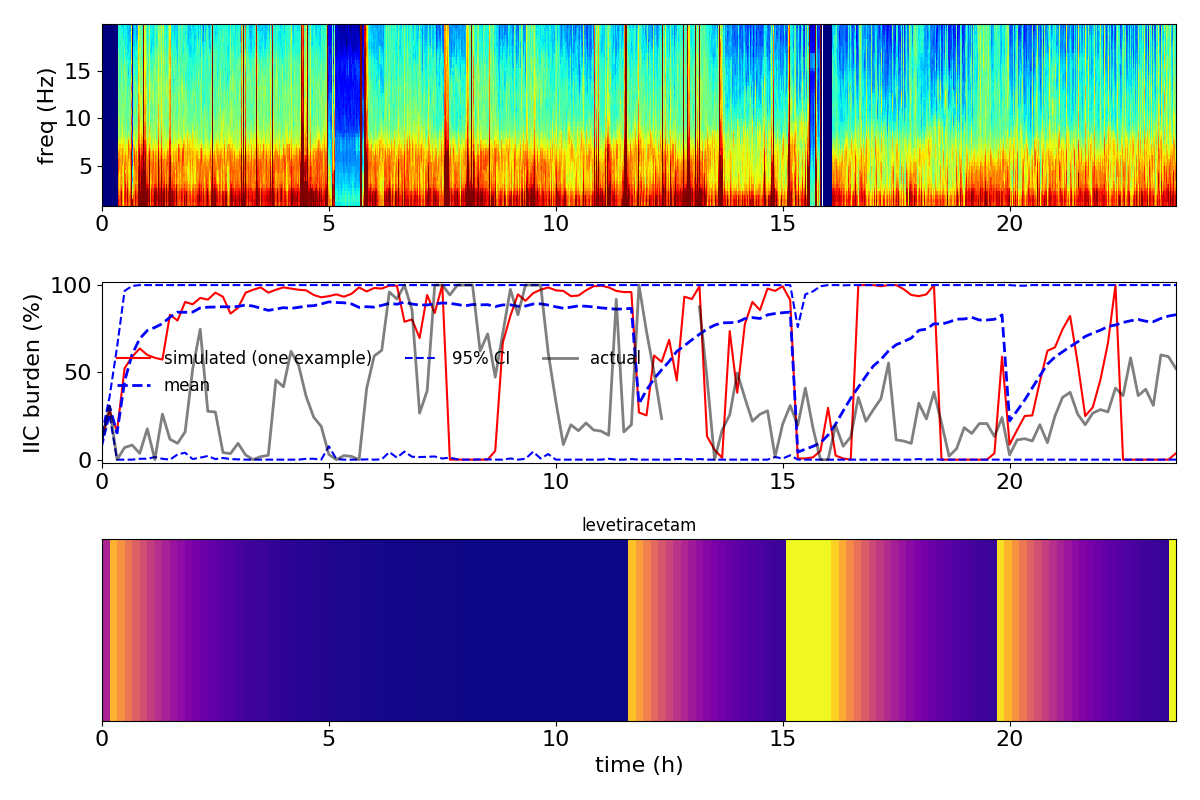 freq (Hz)
15
10
5
0 5 10 15 20
IIC burden (%)
100
50
0
simulated (one example) 95% CI actual
mean
0 5 10 15 20
levetiracetam
0 5 10 15 20
time (h)